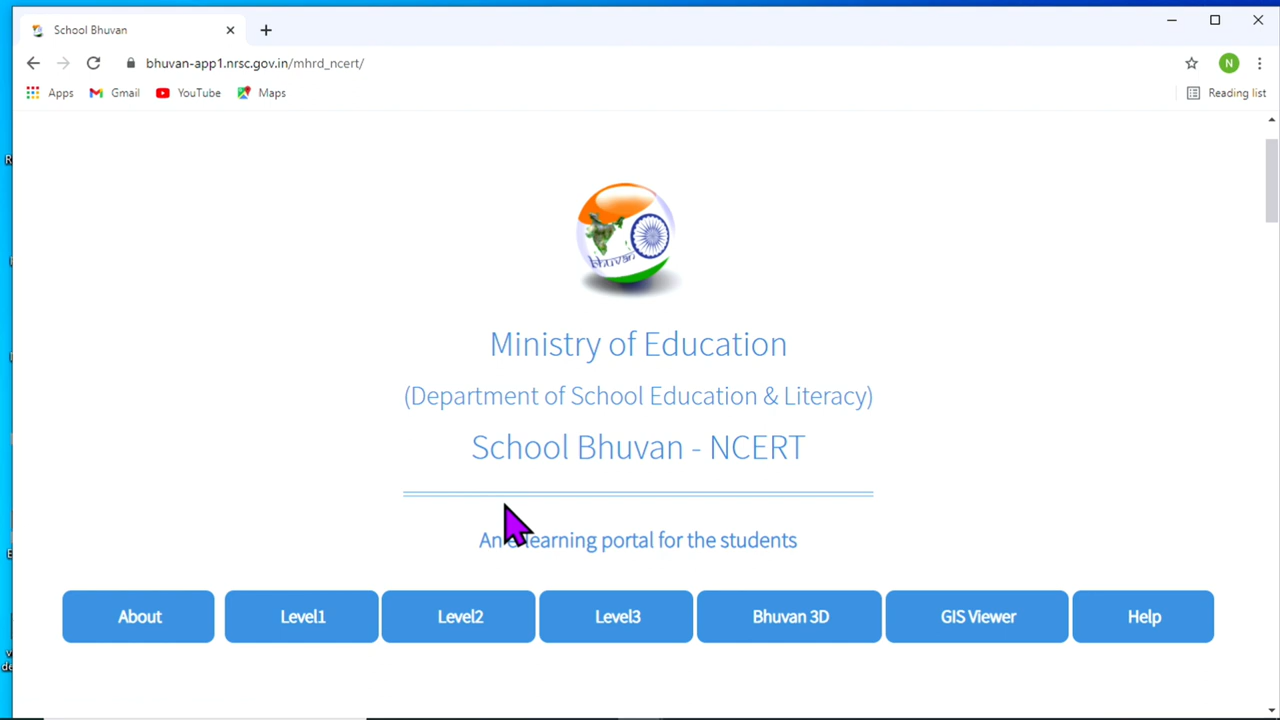 School Bhuvan
bhuvan-app1.nrsc.gov.in/mhrd_ncert/
N
Apps Gmail YouTube Maps Reading list
bhuvan
Ministry of Education
(Department of School Education & Literacy)
School Bhuvan - NCERT
An e learning portal for the students
About Level1 Level2 Level3 Bhuvan 3D GIS Viewer Help